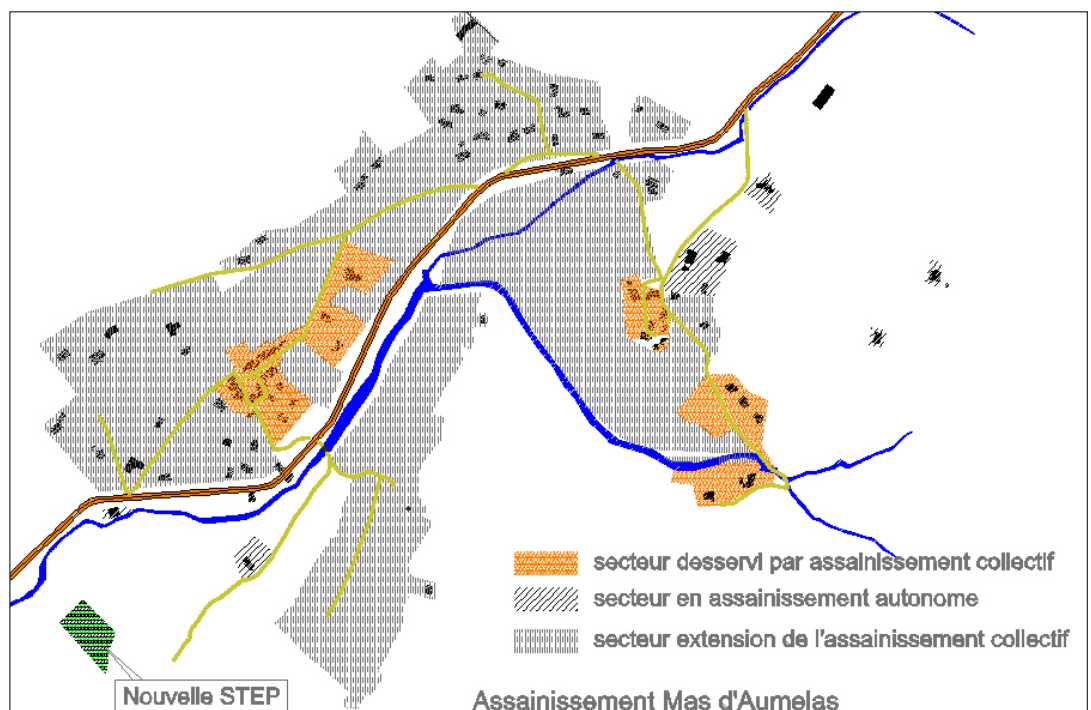 secteur desservi par assainissement collectif
secteur en assainissement autonome
secteur extension de l'assainissement collectif
Nouvelle STEP
Assainissement Mas d'Aumelas